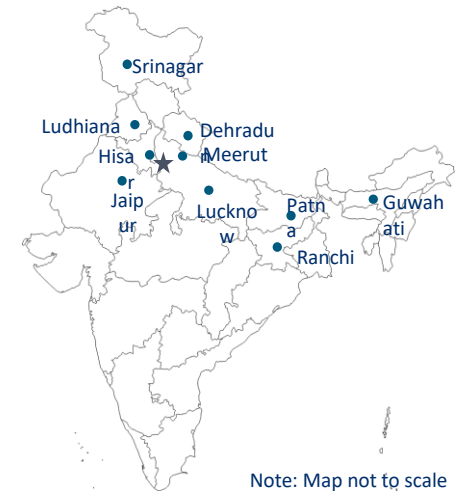 Srinagar
Ludhiana
Dehradu
n
Hisa
r
Meerut
Jaip
ur
Luckno
w
Patn
a
Guwah
ati
Ranchi
Note: Map not to scale